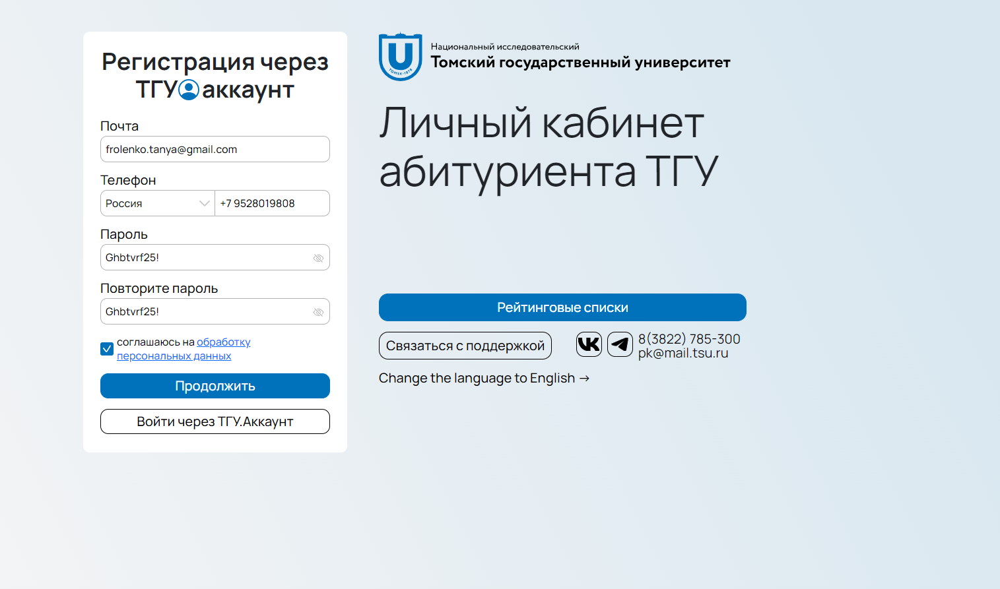 Регистрация через
ТГУ аккаунт
Почта
frolenko.tanya@gmail.com
Телефон
Россия
+7 9528019808
Пароль
Ghbtvrf25!
Повторите пароль
Ghbtvrf25!
соглашаюсь на обработку
персональных данных
Продолжить
Войти через ТГУ.Аккаунт
ТОМСК·1878
Национальный исследовательский
Томский государственный университет
Личный кабинет
абитуриента ТГУ
Рейтинговые списки
Связаться с поддержкой
8(3822) 785-300
pk@mail.tsu.ru
Change the language to English →